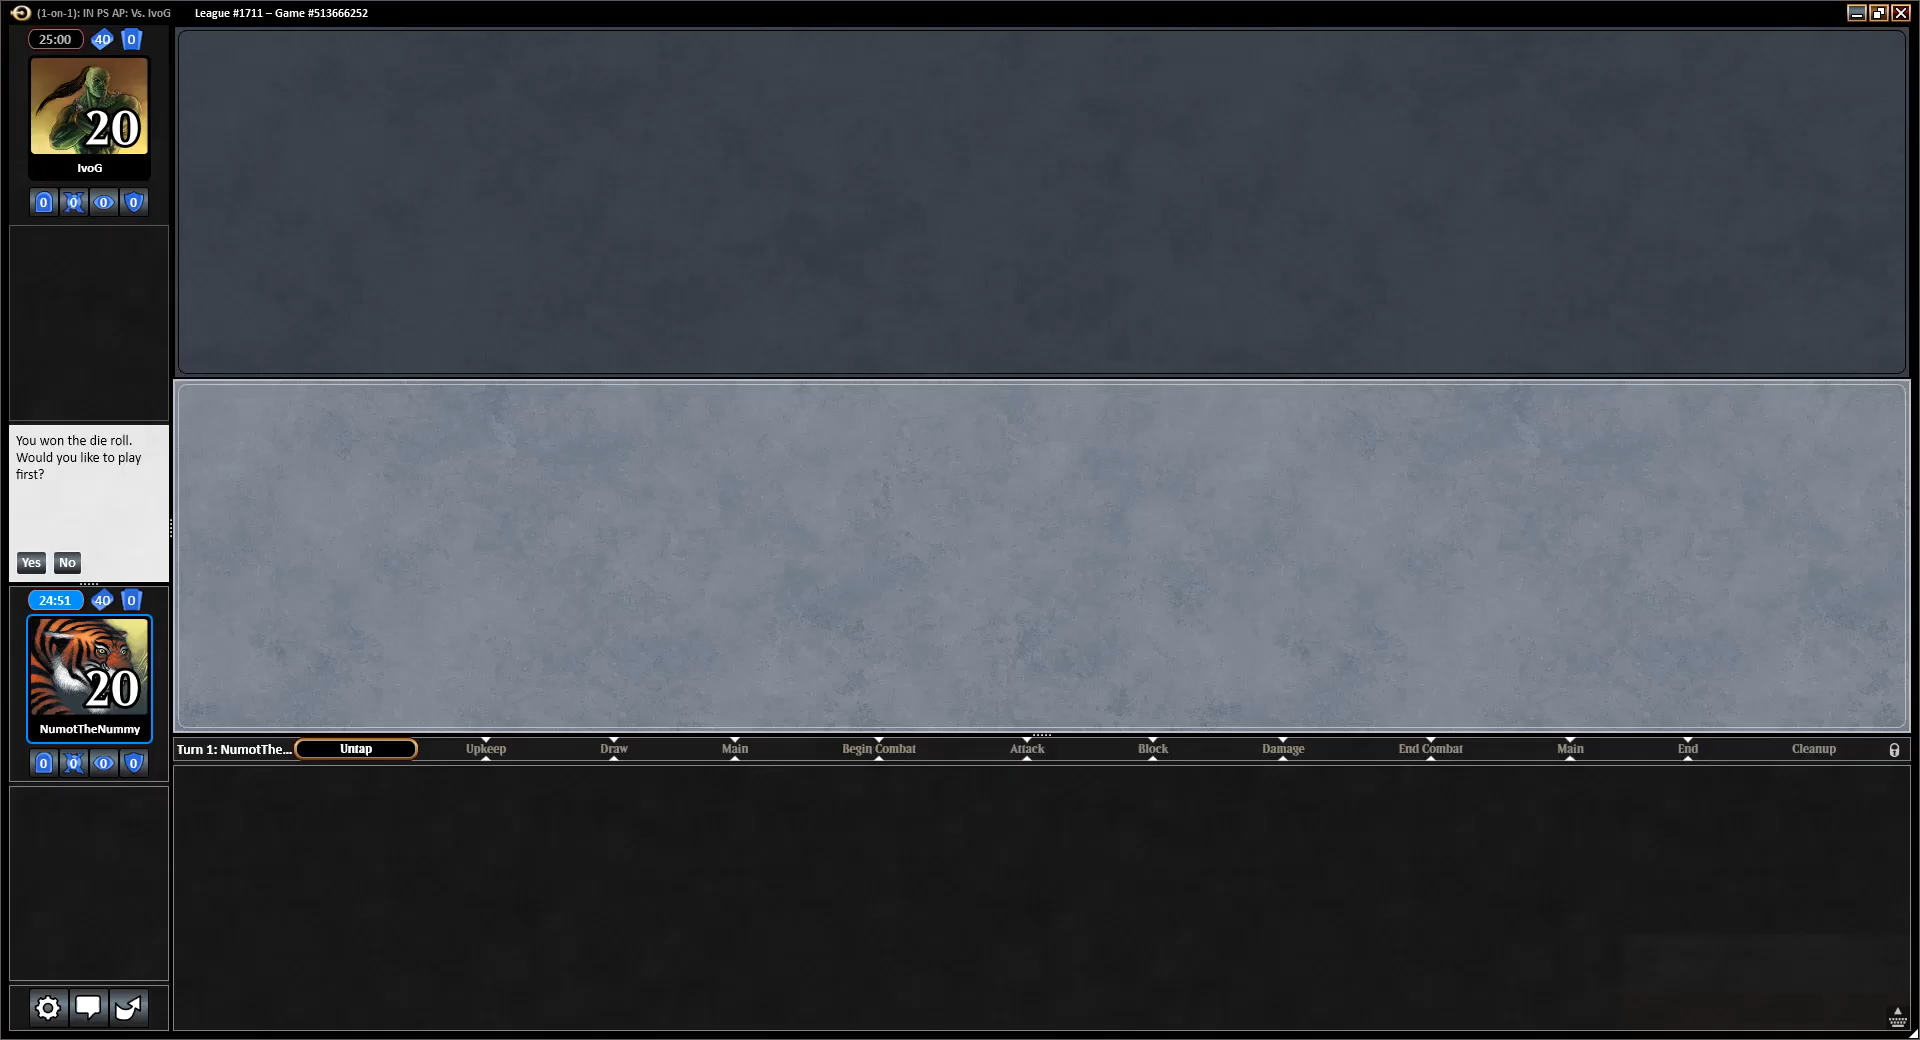 (1-on-1): IN PS AP: Vs. IvoG League #1711 – Game #513666252
25:00 40 0
20
IvoG
0 0 0 0
You won the die roll.
Would you like to play
first?
Yes No
24:51 40 0
20
NumotTheNummy
0 0 0 0
Turn 1: NumotThe... Untap Upkeep Draw Main Begin Combat Attack Block Damage End Combat Main End Cleanup